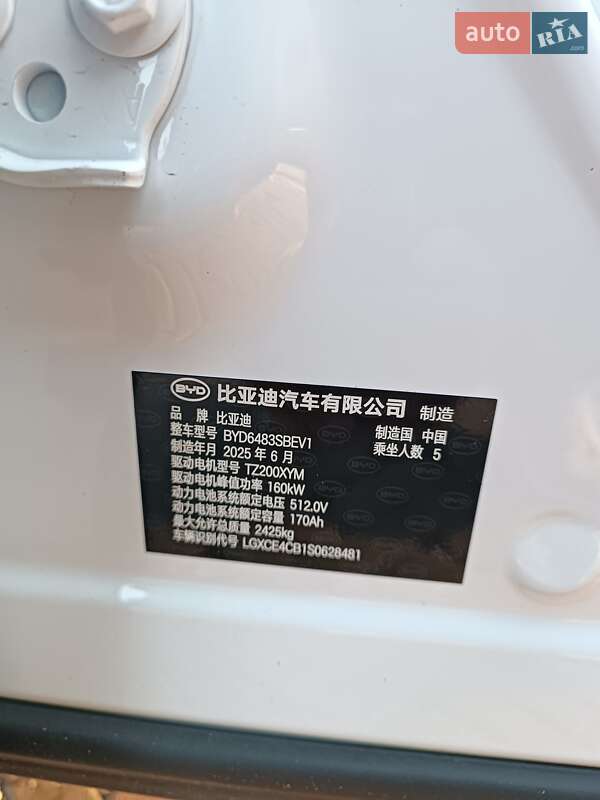 auto RIA.com
BYD 比亚迪汽车有限公司 制造
品 牌 比亚迪 制造国 中国
整车型号 BYD6483SBEV1 乘坐人数 5
制造年月 2025 年 6 月
驱动电机型号 TZ200XYM
驱动电机峰值功率 160kW
动力电池系统额定电压 512.0V
动力电池系统额定容量 170Ah
最大允许总质量 2425kg
车辆识别代号 LGXCE4CB1S0628481